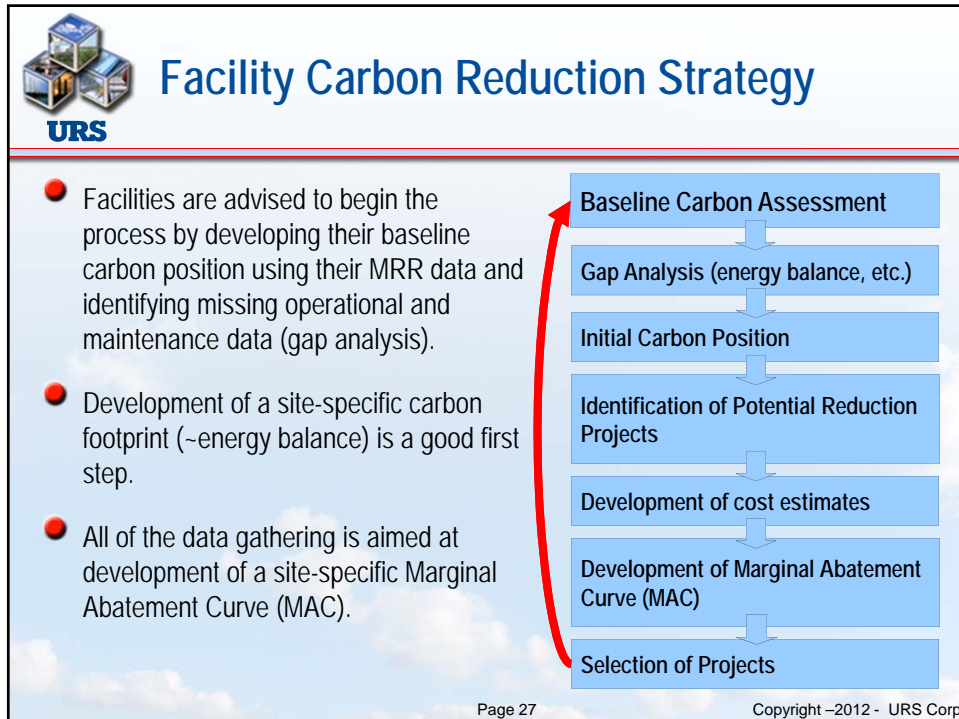 Facility Carbon Reduction Strategy
URS
Facilities are advised to begin the
process by developing their baseline
carbon position using their MRR data and
identifying missing operational and
maintenance data (gap analysis).
Development of a site-specific carbon
footprint (~energy balance) is a good first
step.
All of the data gathering is aimed at
development of a site-specific Marginal
Abatement Curve (MAC).
Baseline Carbon Assessment
Gap Analysis (energy balance, etc.)
Initial Carbon Position
Identification of Potential Reduction
Projects
Development of cost estimates
Development of Marginal Abatement
Curve (MAC)
Selection of Projects
Page 27
Copyright –2012 - URS Corp